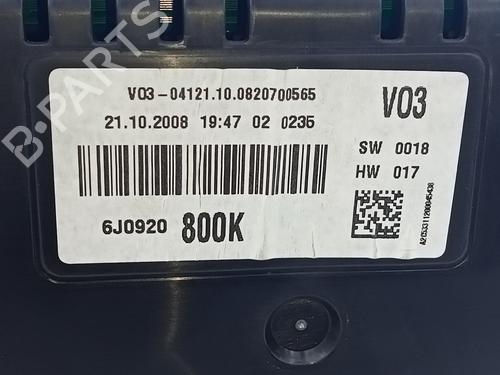 V03-04121.10.0820700565
21.10.2008 19:47 02 0235
6J0920 800K
V03
SW 0018
HW 017
A2C53311200045438
B-PARTS